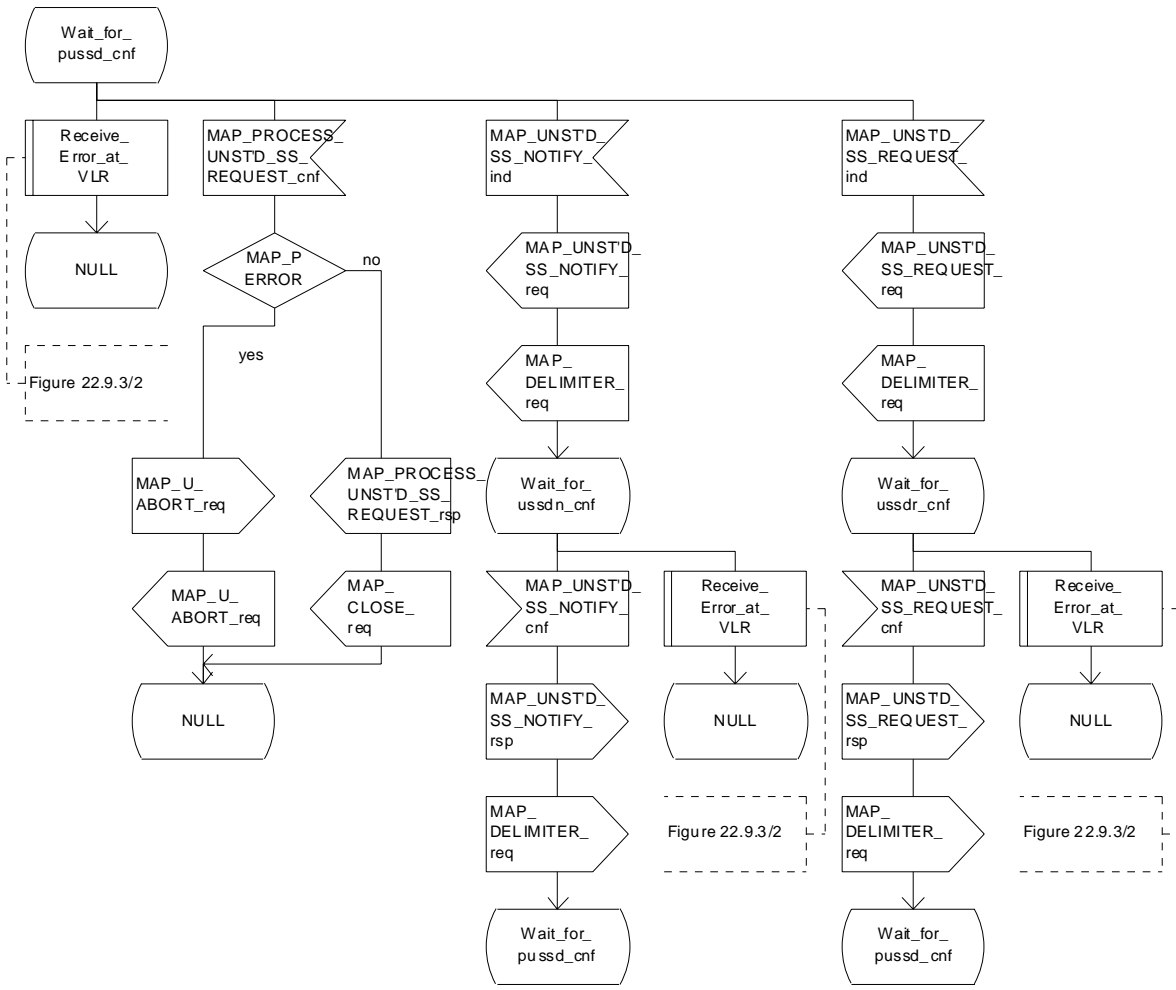 Wait_for_
pussd_cnf
Receive_
Error_at_
VLR
NULL
Figure 22.9.3/2
MAP_PROCESS_
UNST'D_SS_
REQUEST_cnf
MAP_P
ERROR
no
yes
MAP_U_
ABORT_req
MAP_U_
ABORT_req
MAP_PROCESS_
UNST'D_SS_
REQUEST_rsp
MAP_
CLOSE_
req
NULL
MAP_UNST'D_
SS_NOTIFY_
ind
MAP_UNST'D_
SS_NOTIFY_
req
MAP_
DELIMITER_
req
Wait_for_
ussdn_cnf
MAP_UNST'D_
SS_NOTIFY_
cnf
MAP_UNST'D_
SS_NOTIFY_
rsp
MAP_
DELIMITER_
req
Wait_for_
pussd_cnf
Receive_
Error_at_
VLR
NULL
Figure 22.9.3/2
MAP_UNST'D_
SS_REQUEST_
ind
MAP_UNST'D_
SS_REQUEST_
req
MAP_
DELIMITER_
req
Wait_for_
ussdr_cnf
MAP_UNST'D_
SS_REQUEST_
cnf
MAP_UNST'D_
SS_REQUEST_
rsp
MAP_
DELIMITER_
req
Wait_for_
pussd_cnf
Receive_
Error_at_
VLR
NULL
Figure 22.9.3/2